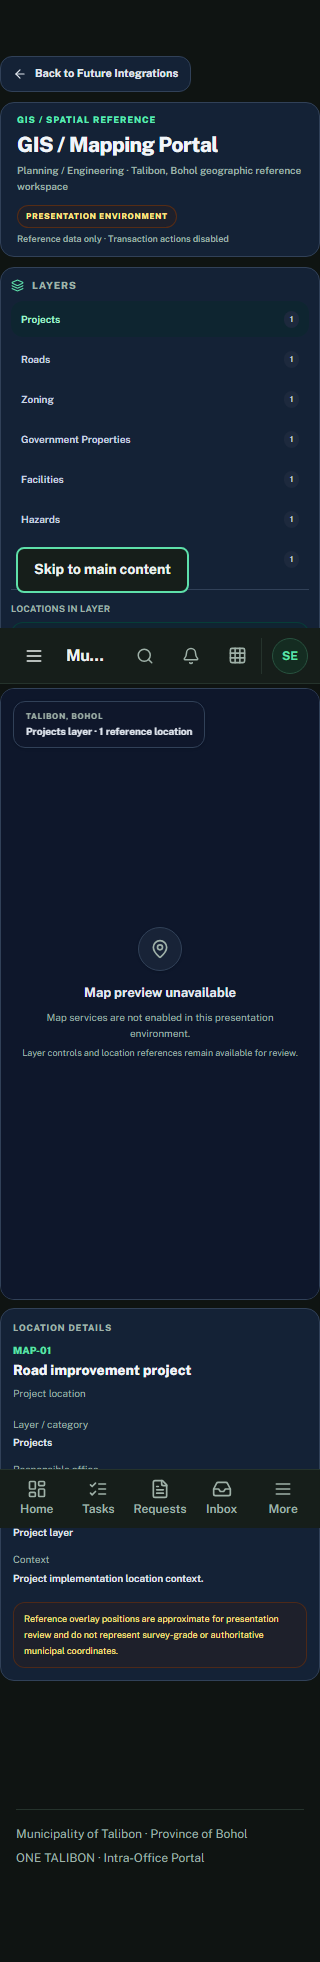 Back to Future Integrations
GIS / SPATIAL REFERENCE
GIS / Mapping Portal
Planning / Engineering · Talibon, Bohol geographic reference
workspace
PRESENTATION ENVIRONMENT
Reference data only · Transaction actions disabled
LAYERS
Projects 1
Roads 1
Zoning 1
Government Properties 1
Facilities 1
Hazards 1
1
Skip to main content
LOCATIONS IN LAYER
Mu... SE
TALIBON, BOHOL
Projects layer · 1 reference location
Map preview unavailable
Map services are not enabled in this presentation
environment.
Layer controls and location references remain available for review.
LOCATION DETAILS
MAP-01
Road improvement project
Project location
Layer / category
Projects
Responsible office
Home Tasks Requests Inbox More
Project layer
Context
Project implementation location context.
Reference overlay positions are approximate for presentation
review and do not represent survey-grade or authoritative
municipal coordinates.
Municipality of Talibon · Province of Bohol
ONE TALIBON · Intra-Office Portal